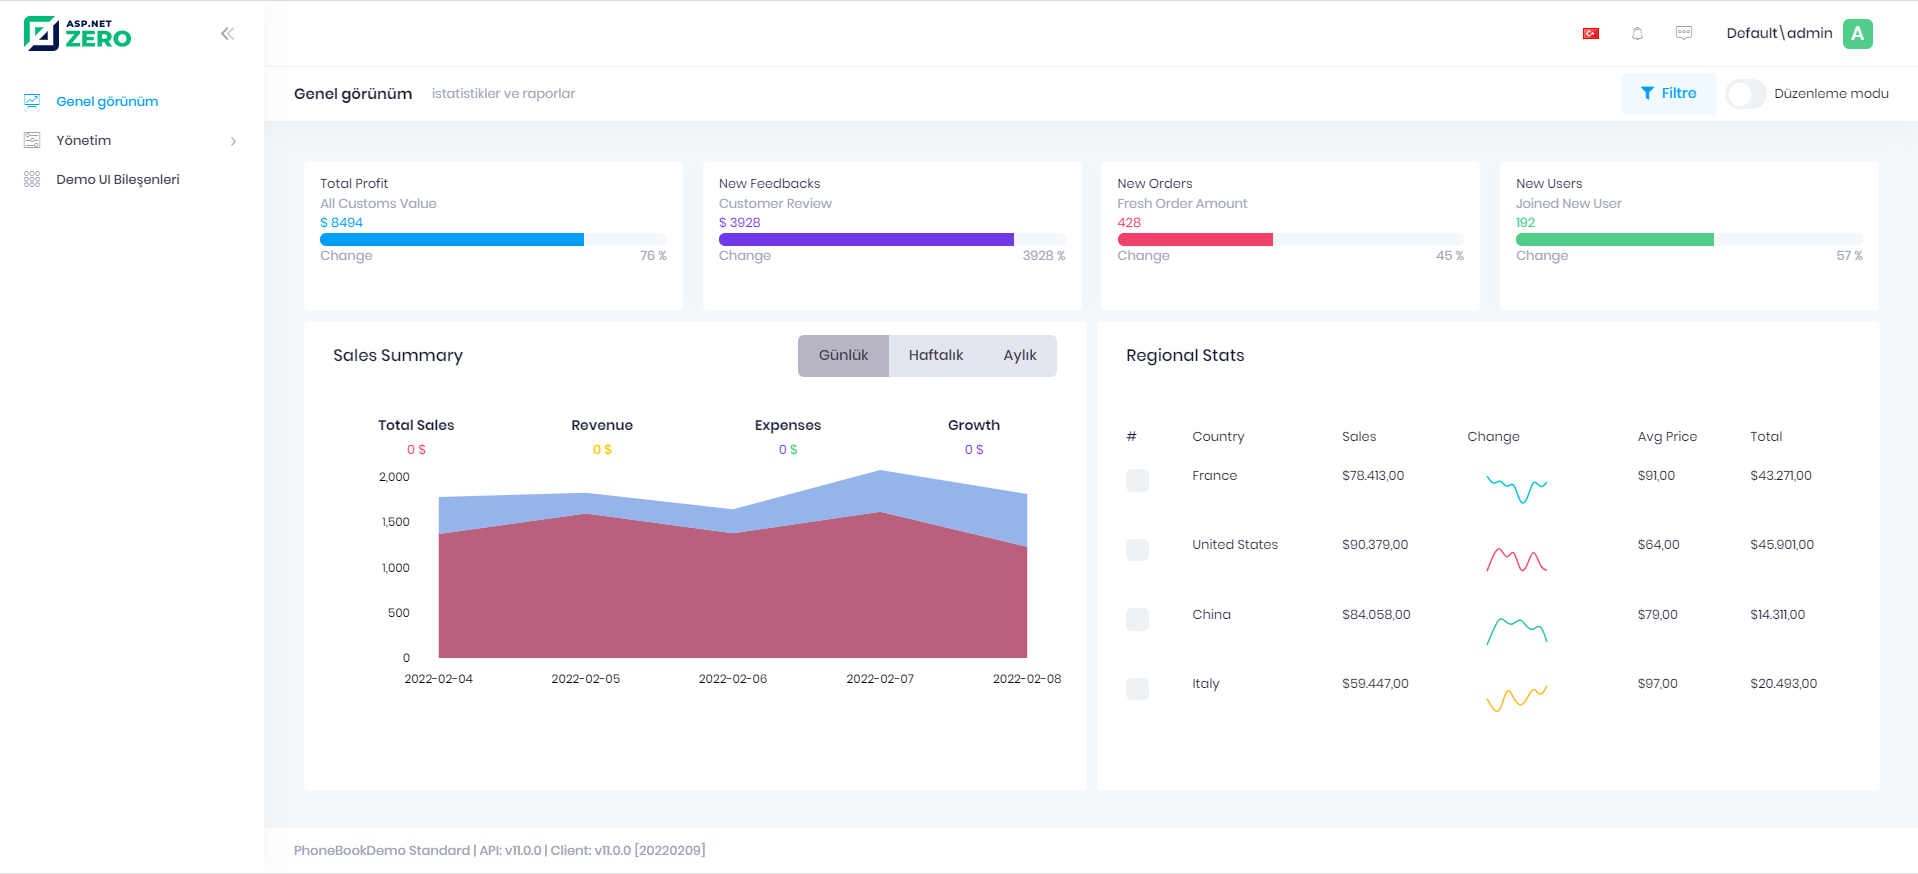 ASP.NET
ZERO
Default\admin
A
Genel görünüm
Yönetim
Demo UI Bileşenleri
Genel görünüm istatistikler ve raporlar
Filtre
Düzenleme modu
Total Profit
All Customs Value
$ 8494
Change 76 %
New Feedbacks
Customer Review
$ 3928
Change 3928 %
New Orders
Fresh Order Amount
428
Change 45 %
New Users
Joined New User
192
Change 57 %
Sales Summary
Günlük Haftalık Aylık
Total Sales Revenue Expenses Growth
0 $ 0 $ 0 $ 0 $
2,000
1,500
1,000
500
0
2022-02-04 2022-02-05 2022-02-06 2022-02-07 2022-02-08
Regional Stats
# Country Sales Change Avg Price Total
France $78.413,00 $91,00 $43.271,00
United States $90.379,00 $64,00 $45.901,00
China $84.058,00 $79,00 $14.311,00
Italy $59.447,00 $97,00 $20.493,00
PhoneBookDemo Standard | API: v11.0.0 | Client: v11.0.0 [20220209]